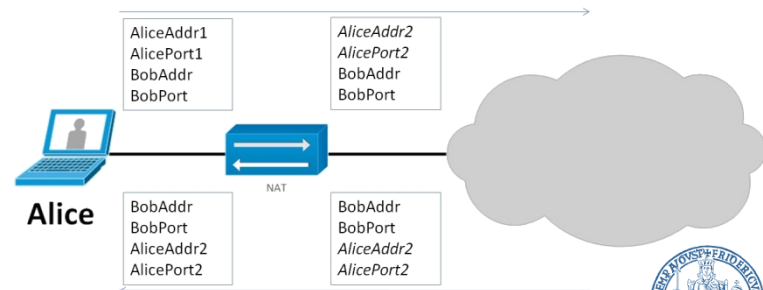 AliceAddr1
AlicePort1
BobAddr
BobPort
AliceAddr2
AlicePort2
BobAddr
BobPort
NAT
Alice
BobAddr
BobPort
AliceAddr2
AlicePort2
BobAddr
BobPort
AliceAddr2
AlicePort2